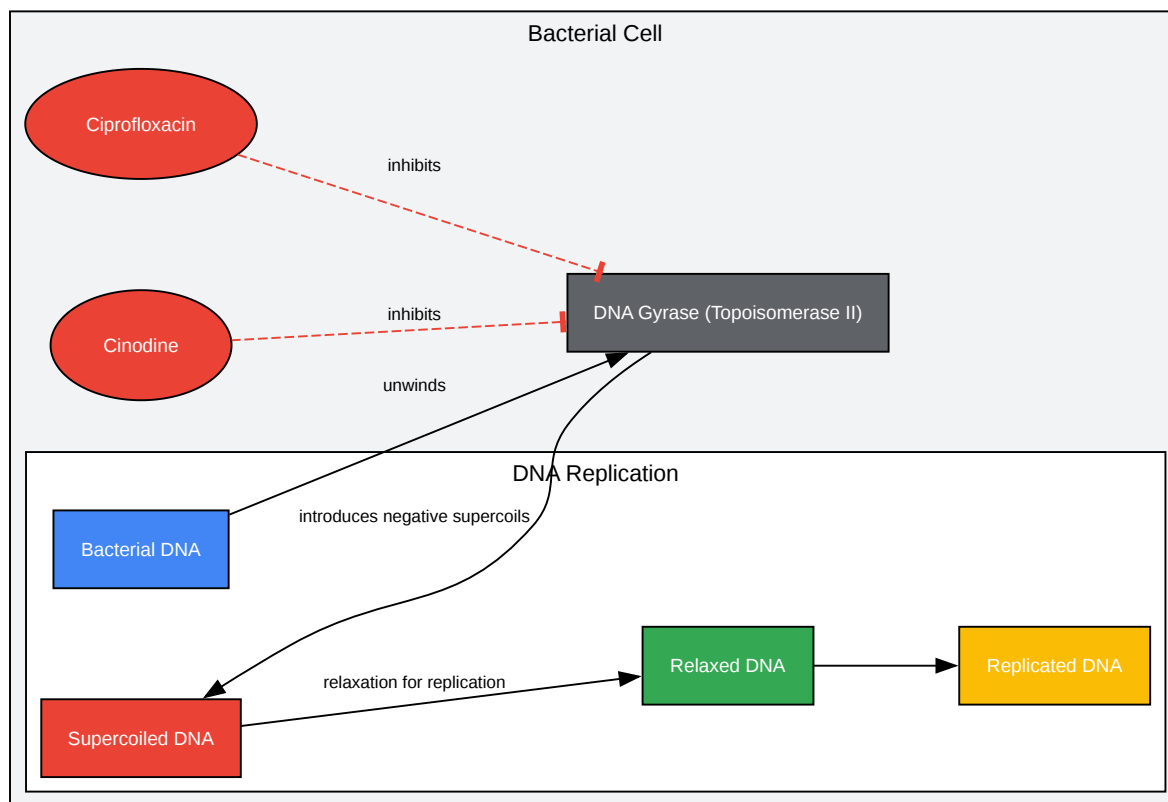 Bacterial Cell
Ciprofloxacin
inhibits
DNA Gyrase (Topoisomerase II)
inhibits
Cinodine
unwinds
DNA Replication
introduces negative supercoils
Bacterial DNA
Relaxed DNA
Replicated DNA
relaxation for replication
Supercoiled DNA